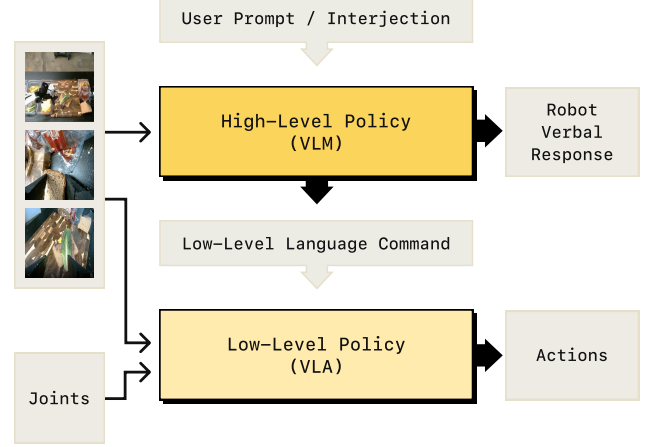 User Prompt / Interjection
High-Level Policy
(VLM)
Robot
Verbal
Response
Low-Level Language Command
Low-Level Policy
(VLA)
Actions
Joints